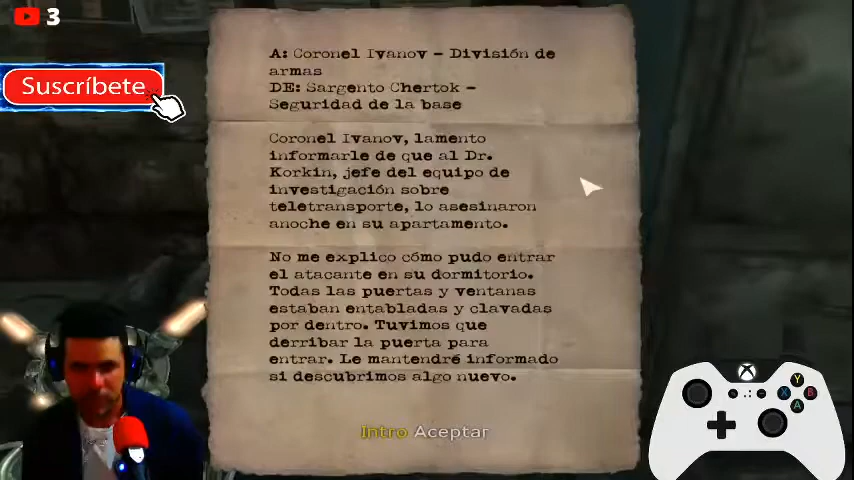 3
Suscríbete
A: Coronel Ivanov – División de
armas
DE: Sargento Chertok –
Seguridad de la base
Coronel Ivanov, lamento
informarle de que al Dr.
Korkin, jefe del equipo de
investigación sobre
teletransporte, lo asesinaron
anoche en su apartamento.
No me explico cómo pudo entrar
el atacante en su dormitorio.
Todas las puertas y ventanas
estaban entabladas y clavadas
por dentro. Tuvimos que
derribar la puerta para
entrar. Le mantendré informado
si descubrimos algo nuevo.
Intro Aceptar
Y
X B
A